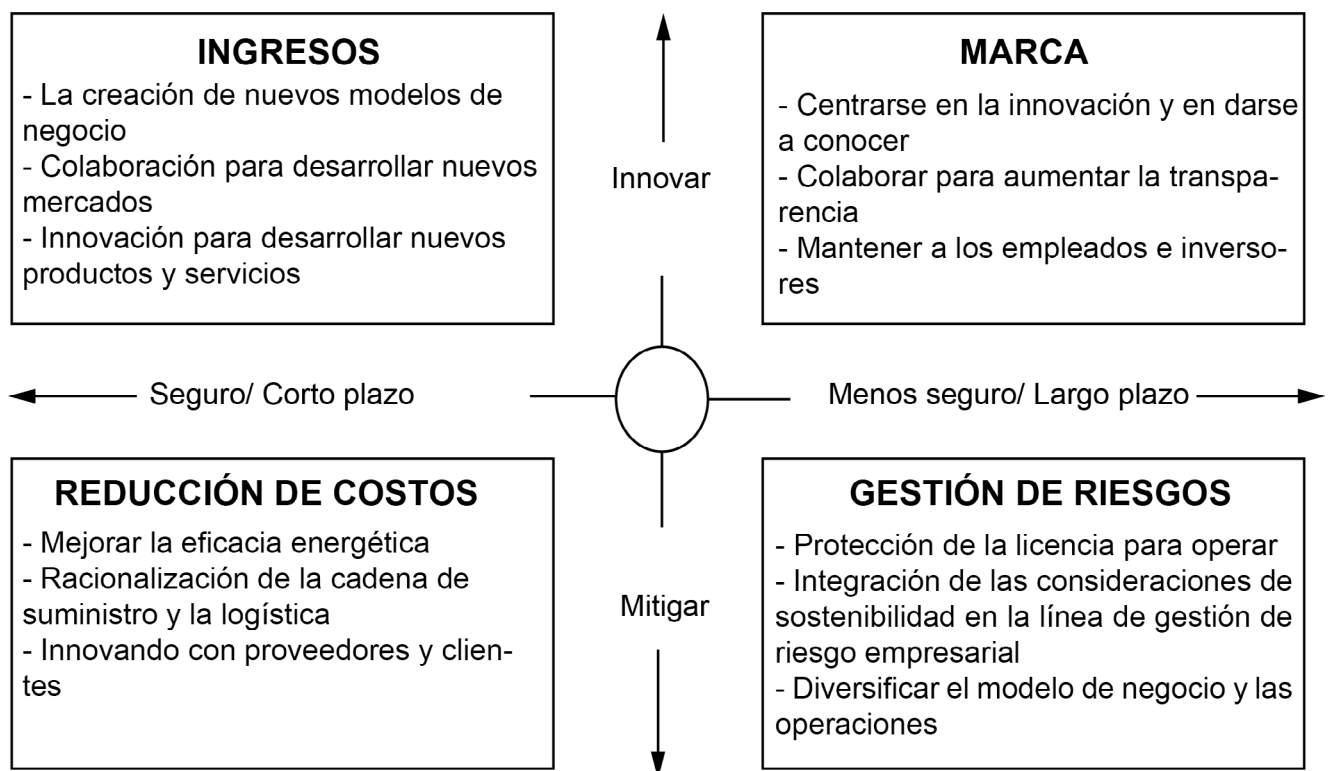 INGRESOS
- La creación de nuevos modelos de
negocio
- Colaboración para desarrollar nuevos
mercados
- Innovación para desarrollar nuevos
productos y servicios
Innovar
MARCA
- Centrarse en la innovación y en darse
a conocer
- Colaborar para aumentar la transpa-
rencia
- Mantener a los empleados e inverso-
res
Seguro/ Corto plazo
Menos seguro/ Largo plazo
REDUCCIÓN DE COSTOS
- Mejorar la eficacia energética
- Racionalización de la cadena de
suministro y la logística
- Innovando con proveedores y clien-
tes
Mitigar
GESTIÓN DE RIESGOS
- Protección de la licencia para operar
- Integración de las consideraciones de
sostenibilidad en la línea de gestión de
riesgo empresarial
- Diversificar el modelo de negocio y las
operaciones